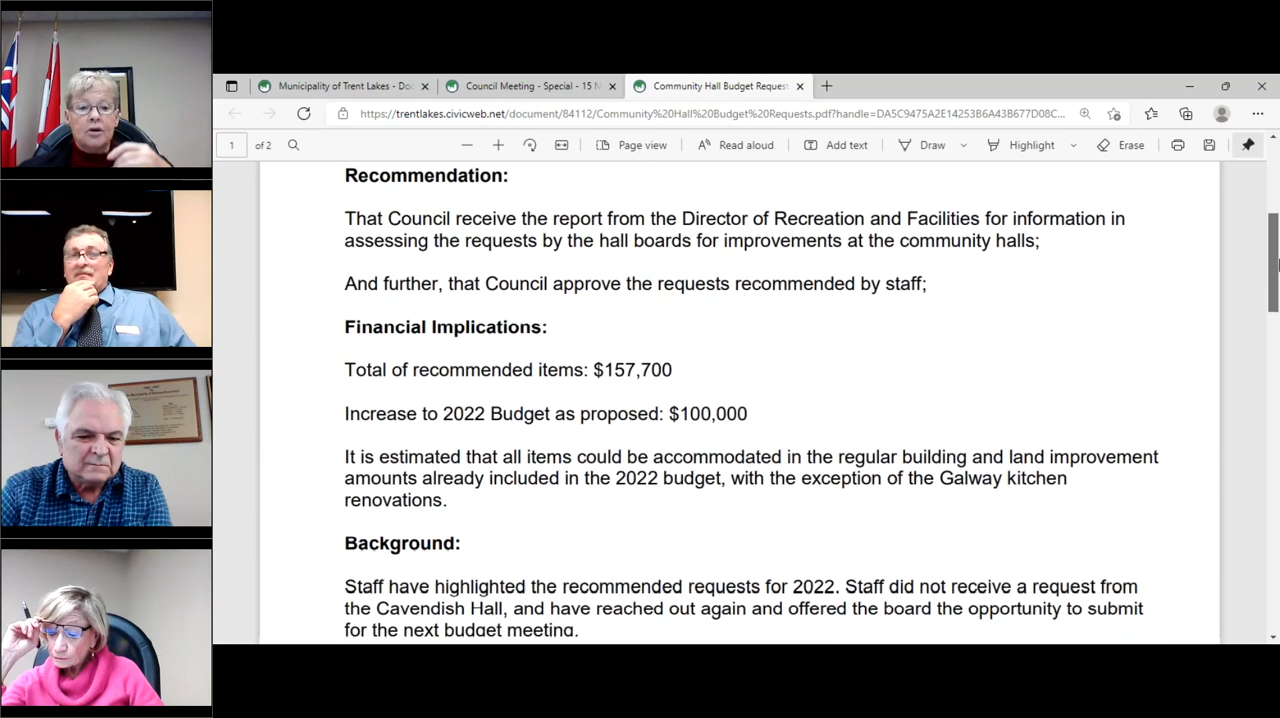 Municipality of Trent Lakes - Doc
Council Meeting - Special - 15 N
Community Hall Budget Request
https://trentlakes.civicweb.net/document/84112/Community%20Hall%20Budget%20Requests.pdf?handle=DA5C9475A2E14253B6A43B677D08C...
1 of 2
Page view
Read aloud
Add text
Draw
Highlight
Erase
Recommendation:
That Council receive the report from the Director of Recreation and Facilities for information in
assessing the requests by the hall boards for improvements at the community halls;
And further, that Council approve the requests recommended by staff;
Financial Implications:
Total of recommended items: $157,700
Increase to 2022 Budget as proposed: $100,000
It is estimated that all items could be accommodated in the regular building and land improvement
amounts already included in the 2022 budget, with the exception of the Galway kitchen
renovations.
Background:
Staff have highlighted the recommended requests for 2022. Staff did not receive a request from
the Cavendish Hall, and have reached out again and offered the board the opportunity to submit
for the next budget meeting.